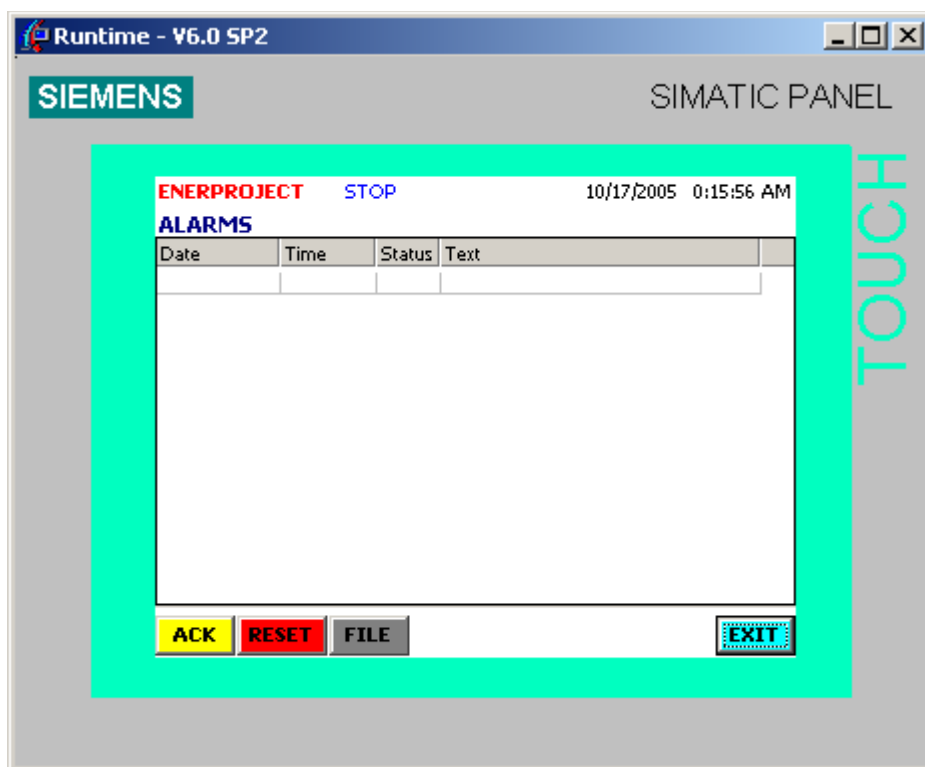 Runtime - V6.0 SP2
SIEMENS SIMATIC PANEL
TOUCH
ENERPROJECT STOP 10/17/2005 0:15:56 AM
ALARMS
Date Time Status Text
ACK RESET FILE EXIT